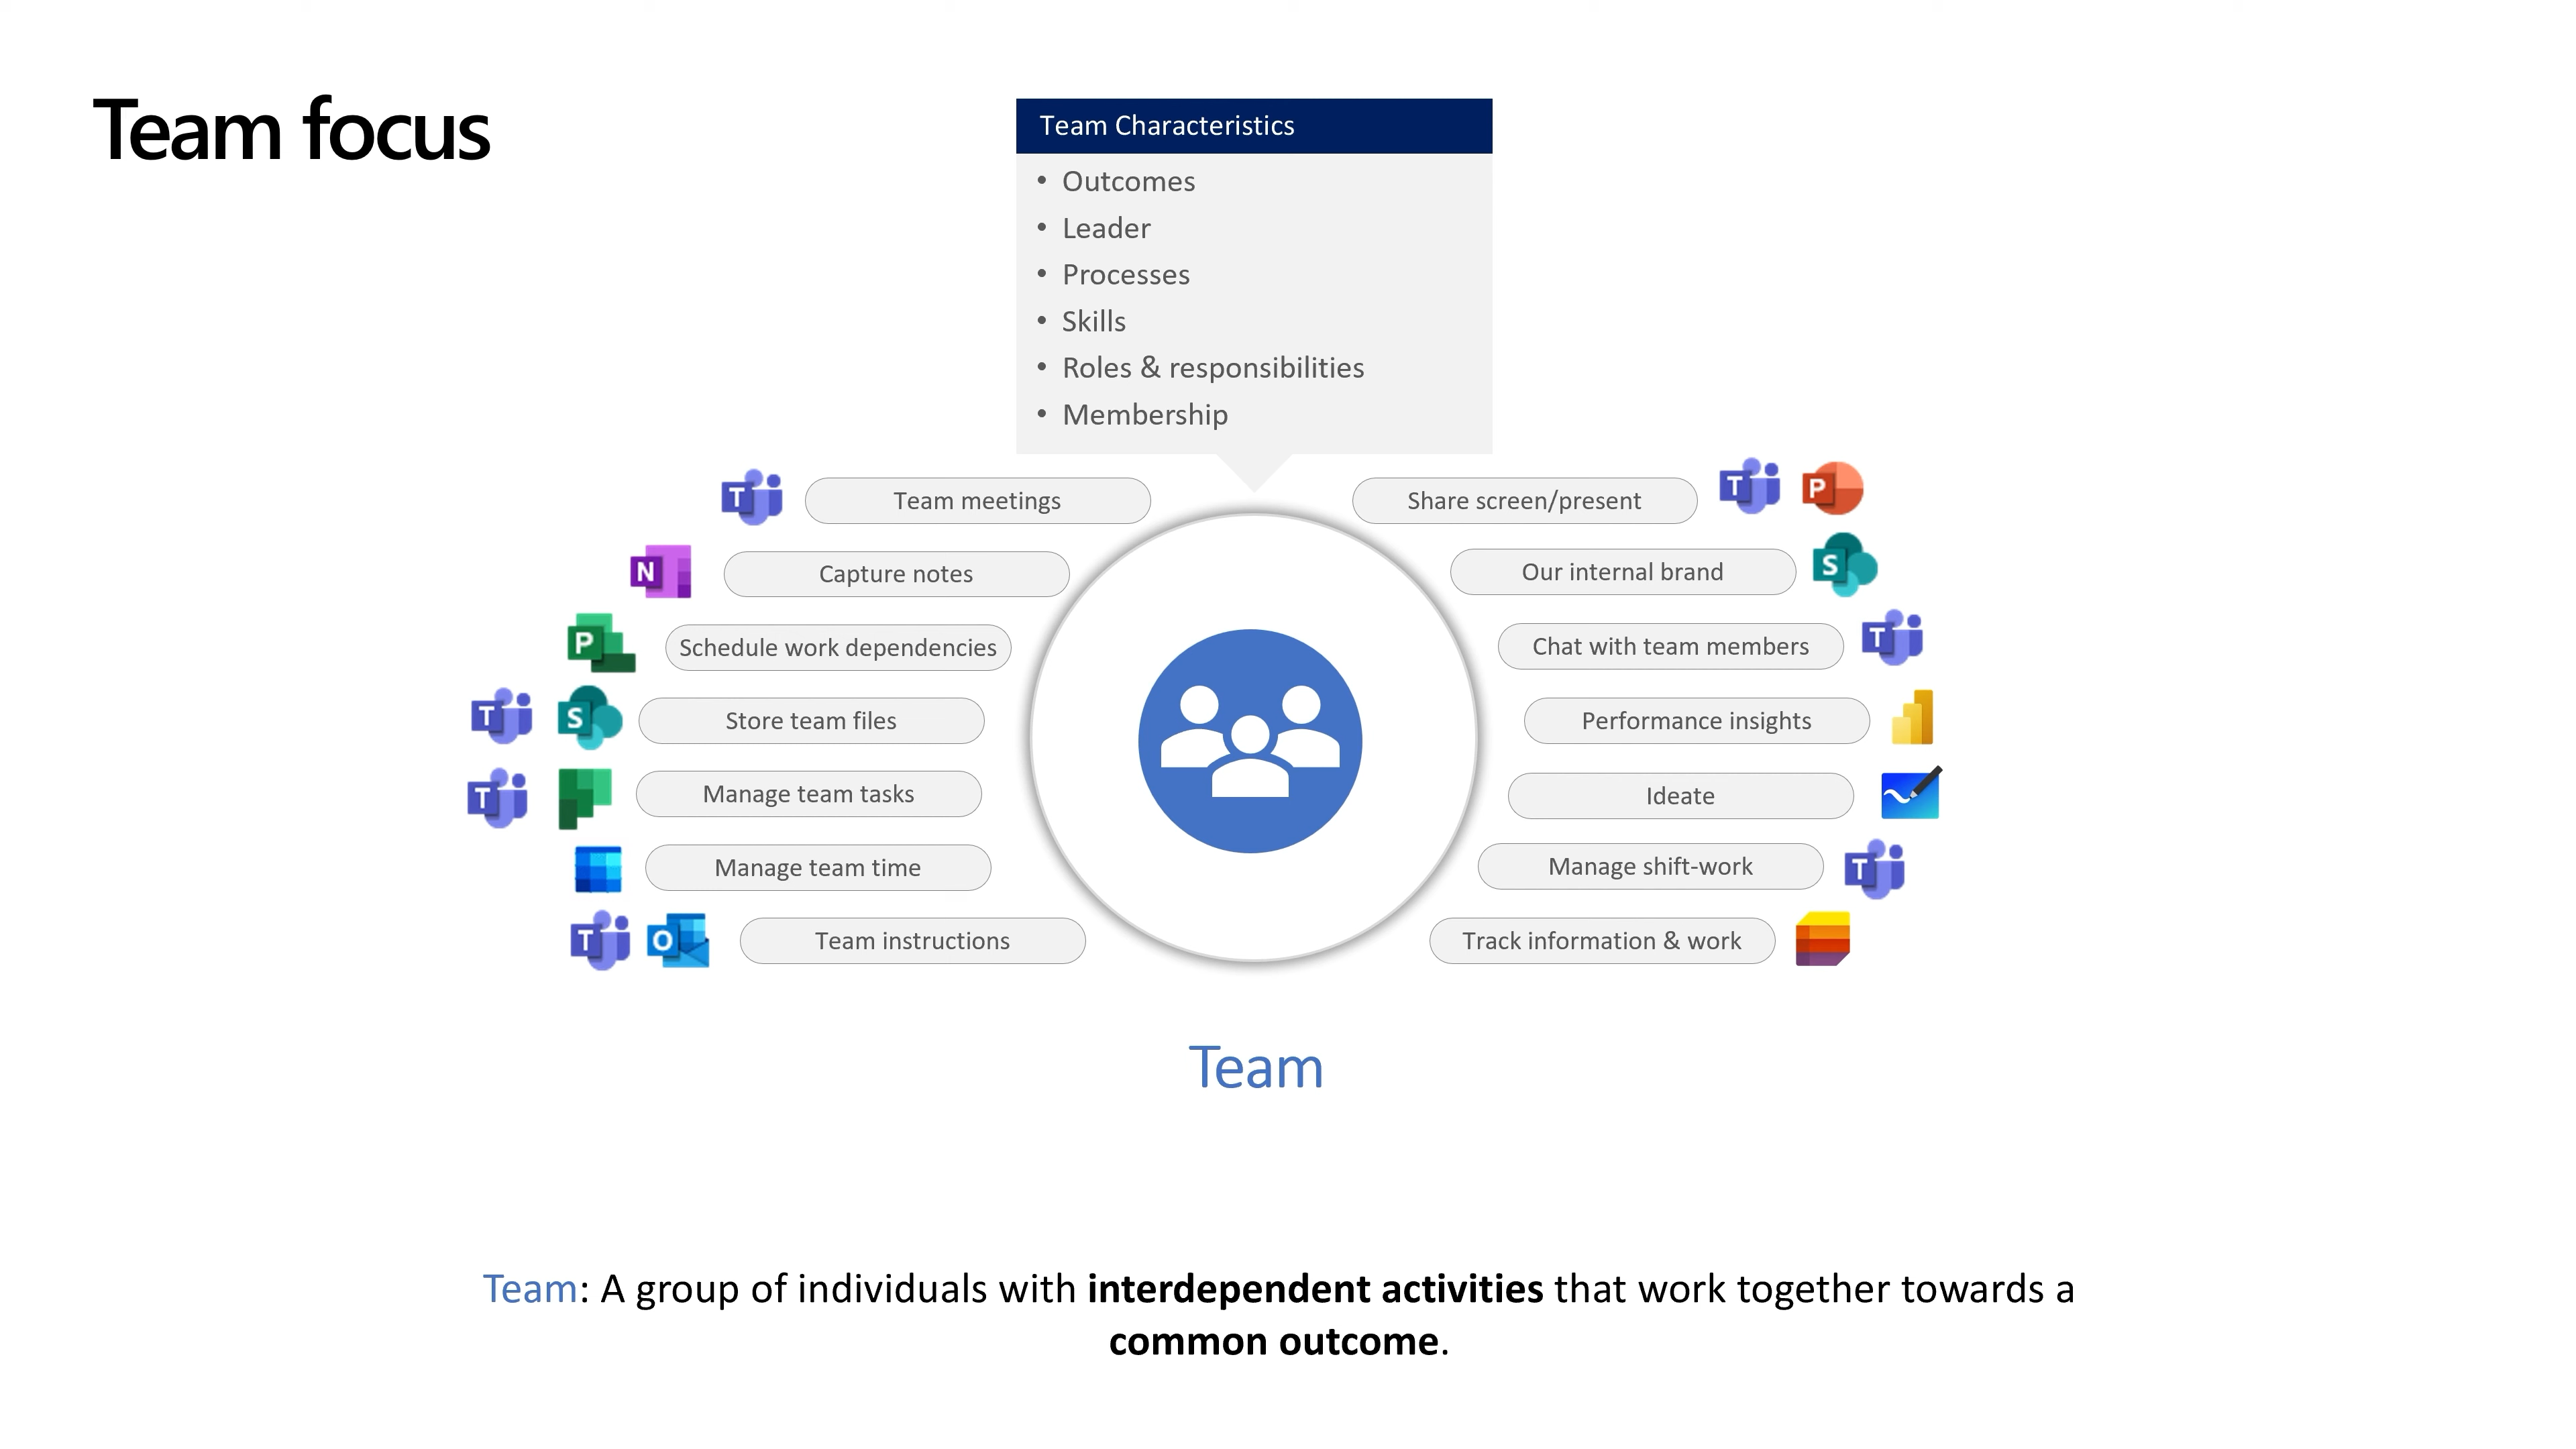 Team focus
Team Characteristics
• Outcomes
• Leader
• Processes
• Skills
• Roles & responsibilities
• Membership
T Team meetings
N Capture notes
P Schedule work dependencies
T S Store team files
T Manage team tasks
Manage team time
T O Team instructions
Share screen/present T P
Our internal brand S
Chat with team members T
Performance insights
Ideate
Manage shift-work T
Track information & work
Team
Team: A group of individuals with interdependent activities that work together towards a
common outcome.